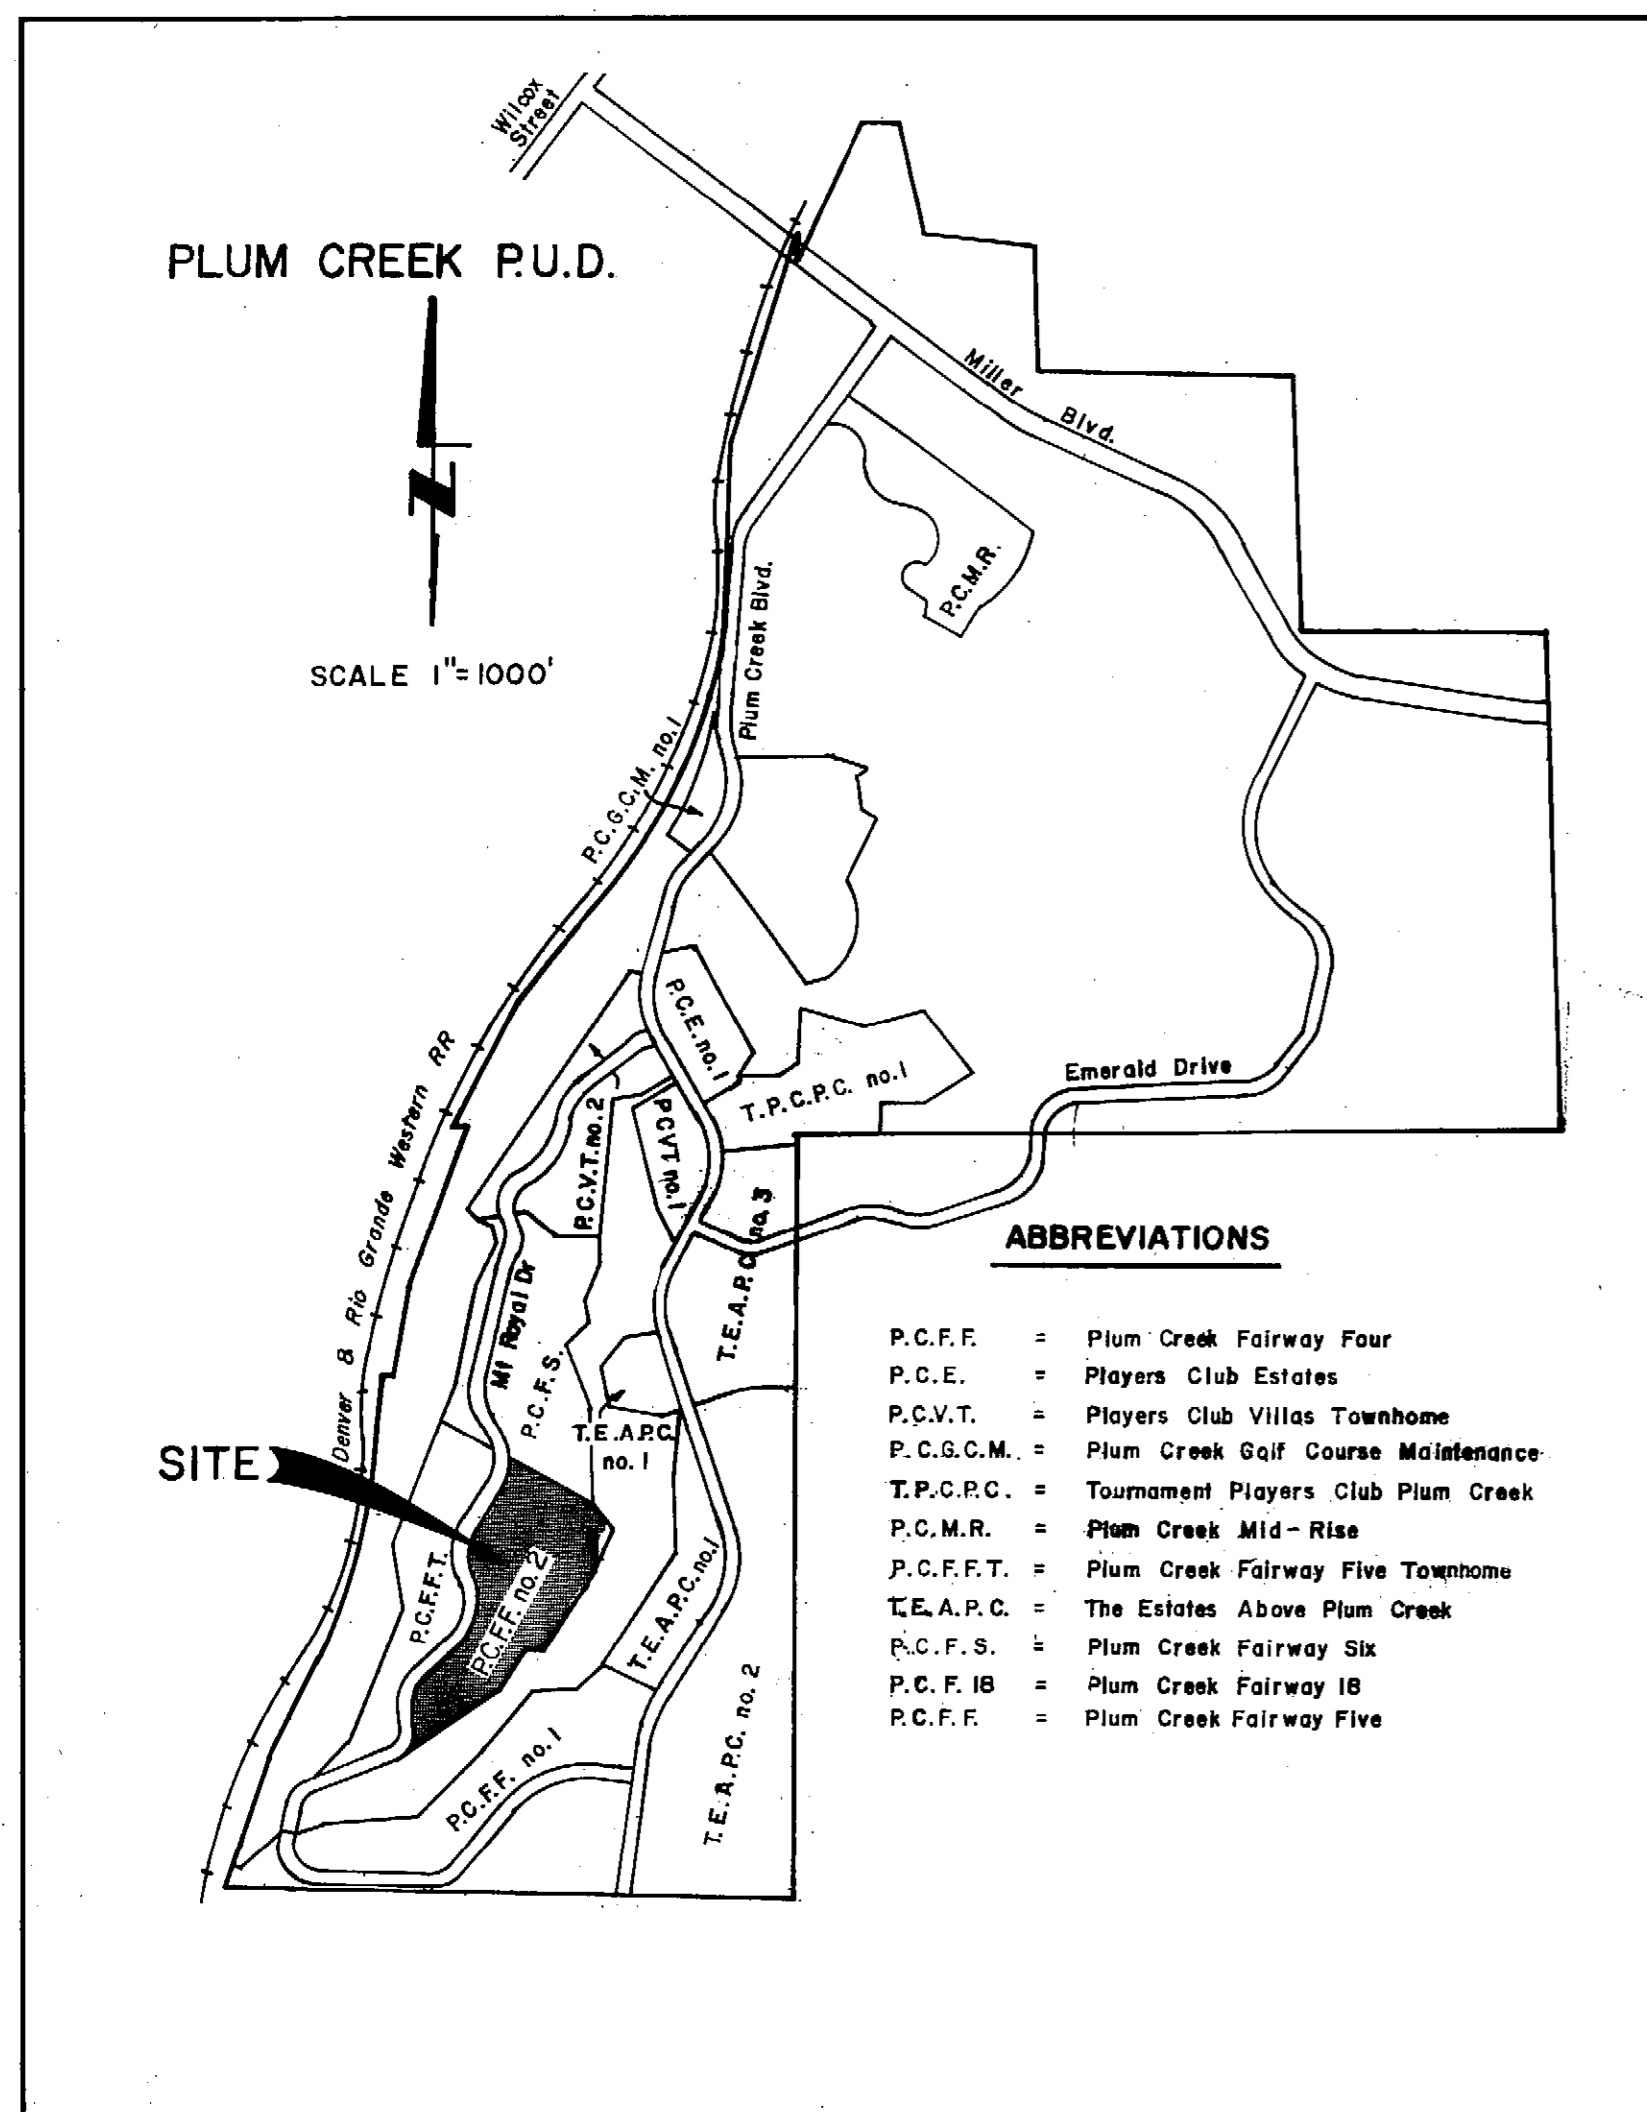 Wilcox
Street
PLUM CREEK P.U.D.
N
SCALE 1"=1000'
Miller Blvd.
P.C.M.R.
Plum Creek Blvd.
P.C.G.C.M. no.1
P.C.E. no.1
T.P.C.P.C. no.1
Emerald Drive
Denver & Rio Grande Western RR
P.C.V.T. no. 2
P.C.V.T. no.1
T.E.A.P.C. no. 3
Mt Royal Dr
P.C.F.S.
T.E.A.P.C.
no. 1
SITE
P.C.F.F.T.
P.C.F.F. no. 2
T.E.A.P.C. no.1
P.C.F.F. no. 1
T.E.A.P.C. no. 2
ABBREVIATIONS
P.C.F.F. = Plum Creek Fairway Four
P.C.E. = Players Club Estates
P.C.V.T. = Players Club Villas Townhome
P.C.G.C.M. = Plum Creek Golf Course Maintenance
T.P.C.P.C. = Tournament Players Club Plum Creek
P.C.M.R. = Plum Creek Mid-Rise
P.C.F.F.T. = Plum Creek Fairway Five Townhome
T.E.A.P.C. = The Estates Above Plum Creek
P.C.F.S. = Plum Creek Fairway Six
P.C.F. 18 = Plum Creek Fairway 18
P.C.F.F. = Plum Creek Fairway Five